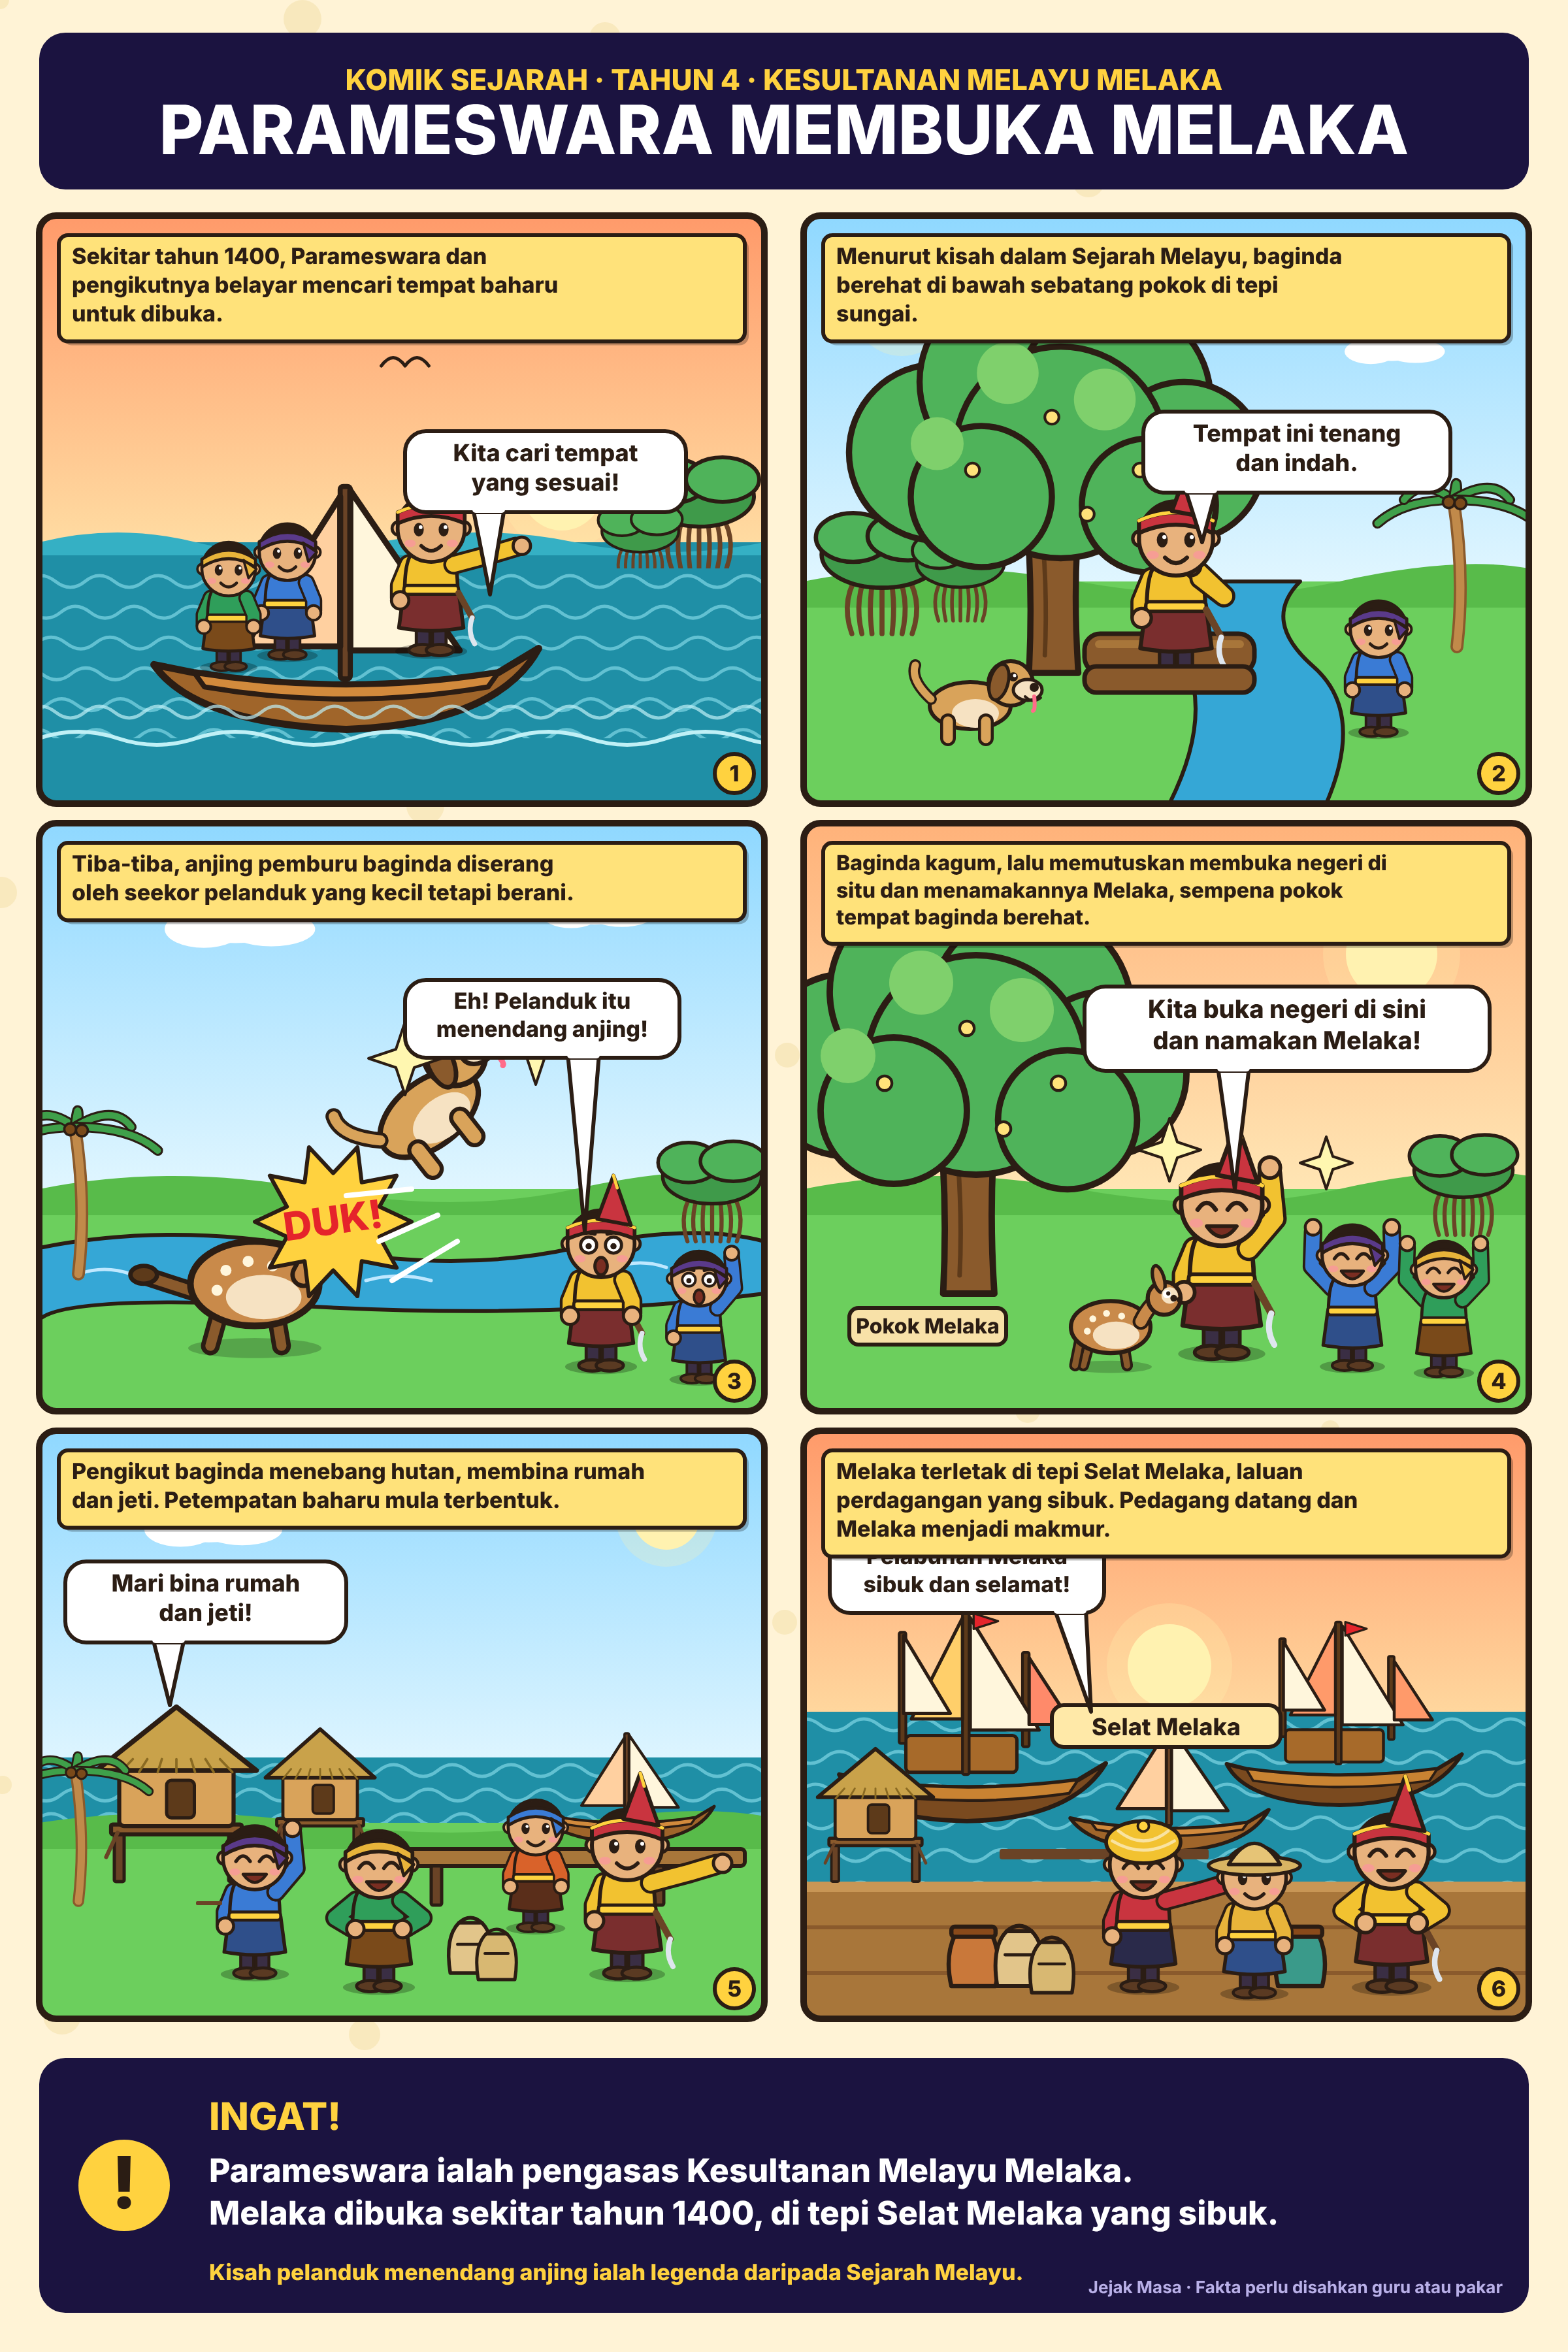 KOMIK SEJARAH · TAHUN 4 · KESULTANAN MELAYU MELAKA
PARAMESWARA MEMBUKA MELAKA
Sekitar tahun 1400, Parameswara dan
pengikutnya belayar mencari tempat baharu
untuk dibuka.
Kita cari tempat
yang sesuai!
1
Menurut kisah dalam Sejarah Melayu, baginda
berehat di bawah sebatang pokok di tepi
sungai.
Tempat ini tenang
dan indah.
2
Tiba-tiba, anjing pemburu baginda diserang
oleh seekor pelanduk yang kecil tetapi berani.
Eh! Pelanduk itu
menendang anjing!
DUK!
3
Baginda kagum, lalu memutuskan membuka negeri di
situ dan menamakannya Melaka, sempena pokok
tempat baginda berehat.
Kita buka negeri di sini
dan namakan Melaka!
Pokok Melaka
4
Pengikut baginda menebang hutan, membina rumah
dan jeti. Petempatan baharu mula terbentuk.
Mari bina rumah
dan jeti!
5
Melaka terletak di tepi Selat Melaka, laluan
perdagangan yang sibuk. Pedagang datang dan
Melaka menjadi makmur.
Pelabuhan Melaka
sibuk dan selamat!
Selat Melaka
6
!
INGAT!
Parameswara ialah pengasas Kesultanan Melayu Melaka.
Melaka dibuka sekitar tahun 1400, di tepi Selat Melaka yang sibuk.
Kisah pelanduk menendang anjing ialah legenda daripada Sejarah Melayu.
Jejak Masa · Fakta perlu disahkan guru atau pakar